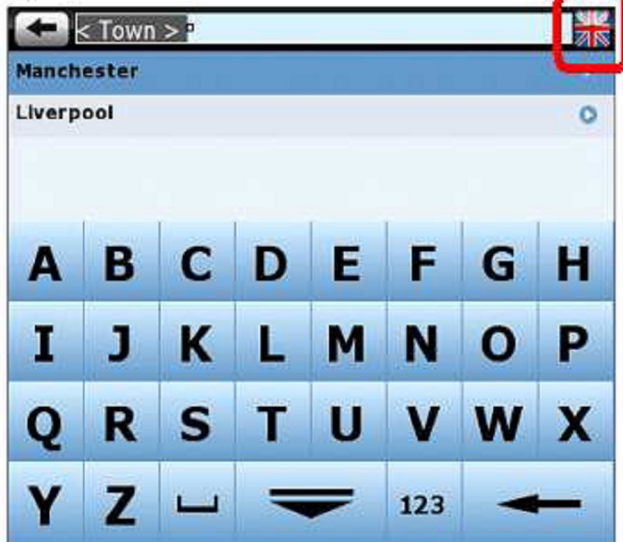 < Town >
Manchester
Liverpool
A B C D E F G H
I J K L M N O P
Q R S T U V W X
Y Z 123